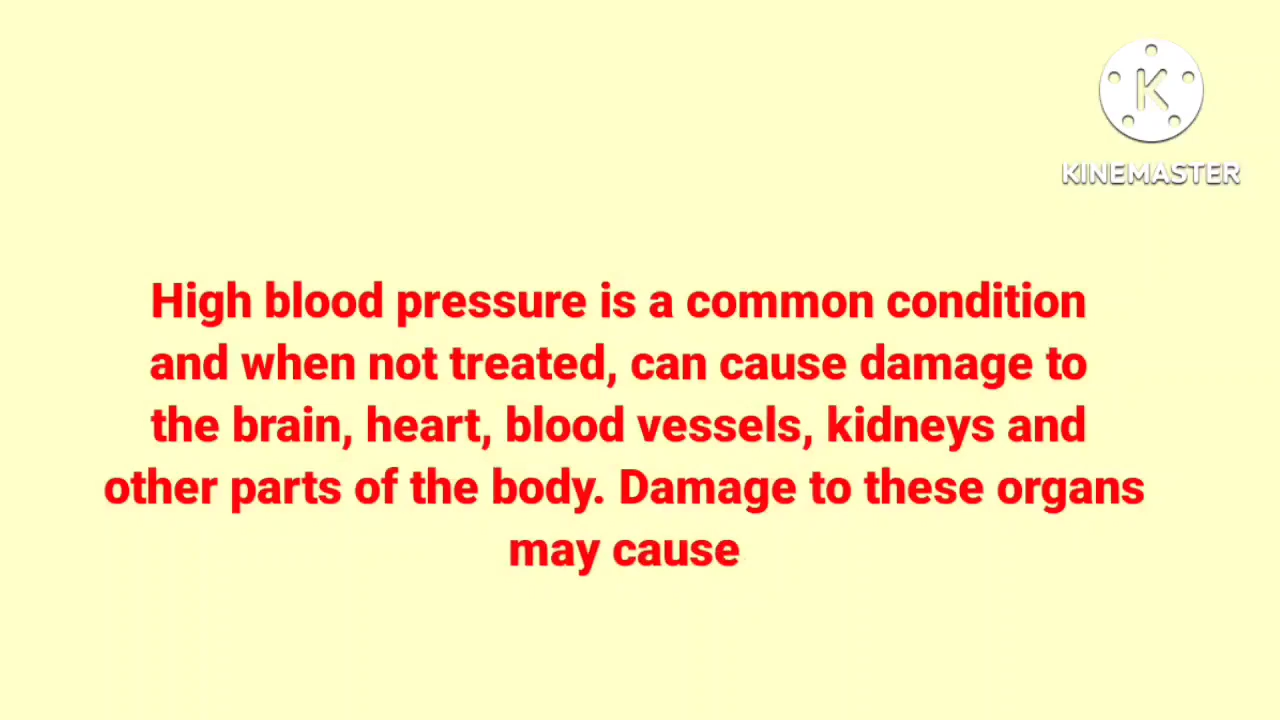 KINEMASTER
High blood pressure is a common condition
and when not treated, can cause damage to
the brain, heart, blood vessels, kidneys and
other parts of the body. Damage to these organs
may cause